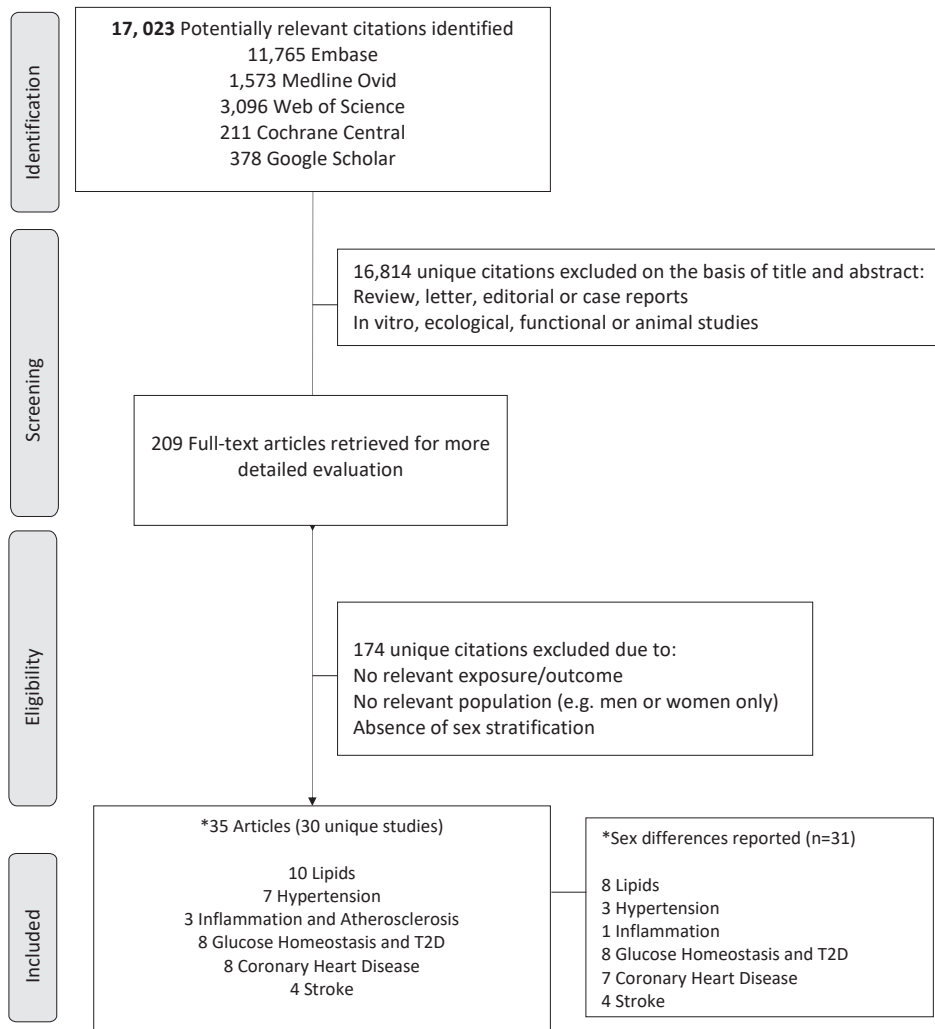 Identification
17, 023 Potentially relevant citations identified
11,765 Embase
1,573 Medline Ovid
3,096 Web of Science
211 Cochrane Central
378 Google Scholar
Screening
16,814 unique citations excluded on the basis of title and abstract:
Review, letter, editorial or case reports
In vitro, ecological, functional or animal studies
209 Full-text articles retrieved for more
detailed evaluation
Eligibility
174 unique citations excluded due to:
No relevant exposure/outcome
No relevant population (e.g. men or women only)
Absence of sex stratification
Included
*35 Articles (30 unique studies)
10 Lipids
7 Hypertension
3 Inflammation and Atherosclerosis
8 Glucose Homeostasis and T2D
8 Coronary Heart Disease
4 Stroke
*Sex differences reported (n=31)
8 Lipids
3 Hypertension
1 Inflammation
8 Glucose Homeostasis and T2D
7 Coronary Heart Disease
4 Stroke